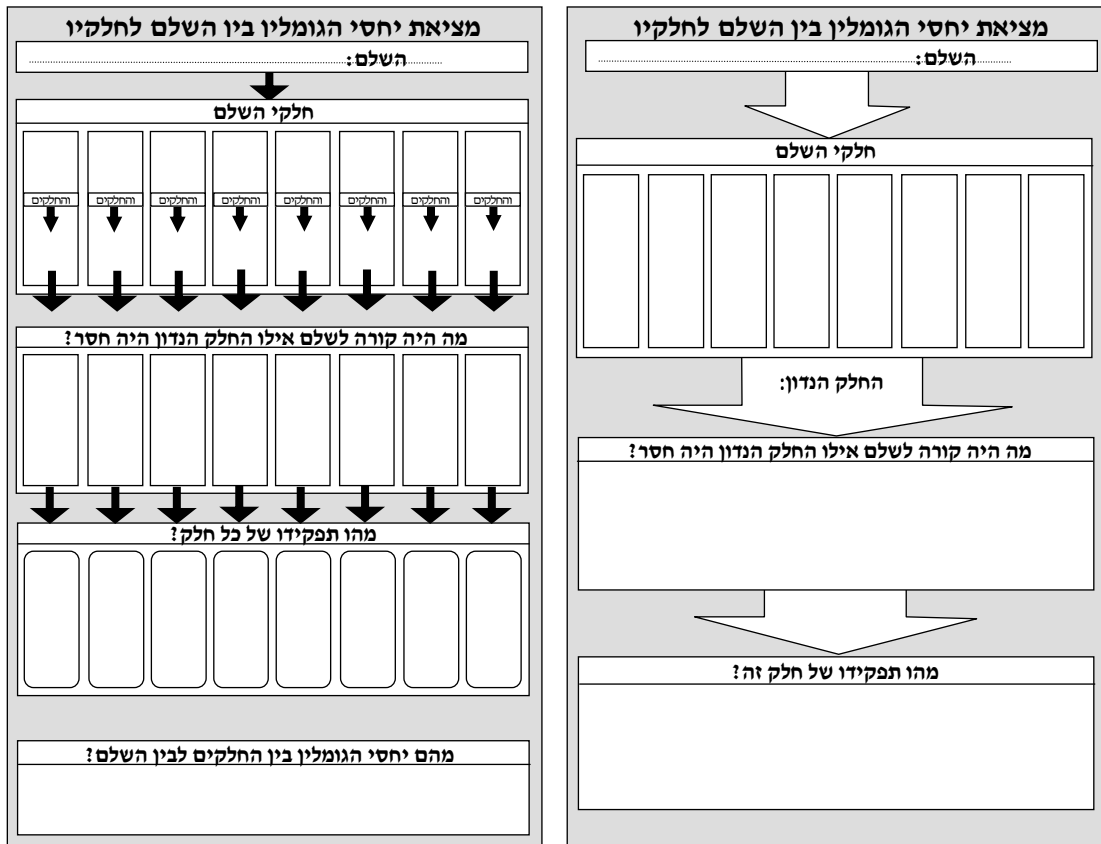 מציאת יחסי הגומלין בין השלם לחלקיו
השלם:
חלקי השלם
החלק הנדון:
מה היה קורה לשלם אילו החלק הנדון היה חסר?
מהו תפקידו של חלק זה?
מציאת יחסי הגומלין בין השלם לחלקיו
השלם:
חלקי השלם
והחלקים והחלקים והחלקים והחלקים והחלקים והחלקים והחלקים והחלקים
מה היה קורה לשלם אילו החלק הנדון היה חסר?
מהו תפקידו של כל חלק?
מהם יחסי הגומלין בין החלקים לבין השלם?